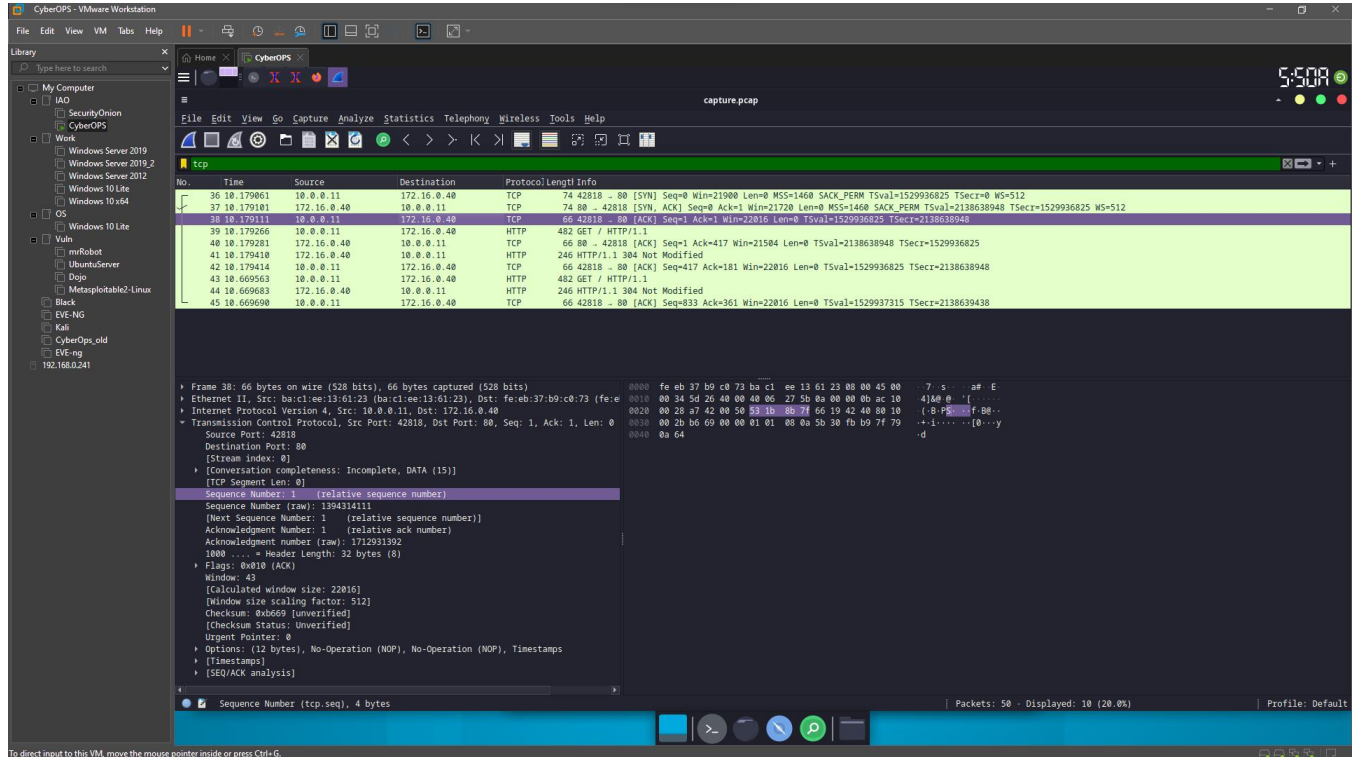 CyberOPS - VMware Workstation
File Edit View VM Tabs Help
Library
Type here to search
My Computer
IAO
SecurityOnion
CyberOPS
Work
Windows Server 2019
Windows Server 2019_2
Windows Server 2012
Windows 10 Lite
Windows 10 x64
OS
Windows 10 Lite
Vuln
mrRobot
UbuntuServer
Dojo
Metasploitable2-Linux
Black
EVE-NG
Kali
CyberOps_old
EVE-ng
192.168.0.241
Home CyberOPS
capture.pcap
File Edit View Go Capture Analyze Statistics Telephony Wireless Tools Help
tcp
No. Time Source Destination Protocol Length Info
36 10.179061 10.0.0.11 172.16.0.40 TCP 74 42818 → 80 [SYN] Seq=0 Win=21900 Len=0 MSS=1460 SACK_PERM TSval=1529936825 TSecr=0 WS=512
37 10.179101 172.16.0.40 10.0.0.11 TCP 74 80 → 42818 [SYN, ACK] Seq=0 Ack=1 Win=21720 Len=0 MSS=1460 SACK_PERM TSval=2138638948 TSecr=1529936825 WS=512
38 10.179111 10.0.0.11 172.16.0.40 TCP 66 42818 → 80 [ACK] Seq=1 Ack=1 Win=22016 Len=0 TSval=1529936825 TSecr=2138638948
39 10.179266 10.0.0.11 172.16.0.40 HTTP 482 GET / HTTP/1.1
40 10.179281 172.16.0.40 10.0.0.11 TCP 66 80 → 42818 [ACK] Seq=1 Ack=417 Win=21504 Len=0 TSval=2138638948 TSecr=1529936825
41 10.179410 172.16.0.40 10.0.0.11 HTTP 246 HTTP/1.1 304 Not Modified
42 10.179414 10.0.0.11 172.16.0.40 TCP 66 42818 → 80 [ACK] Seq=417 Ack=181 Win=22016 Len=0 TSval=1529936825 TSecr=2138638948
43 10.669563 10.0.0.11 172.16.0.40 HTTP 482 GET / HTTP/1.1
44 10.669683 172.16.0.40 10.0.0.11 HTTP 246 HTTP/1.1 304 Not Modified
45 10.669690 10.0.0.11 172.16.0.40 TCP 66 42818 → 80 [ACK] Seq=833 Ack=361 Win=22016 Len=0 TSval=1529937315 TSecr=2138639438
Frame 38: 66 bytes on wire (528 bits), 66 bytes captured (528 bits)
Ethernet II, Src: ba:c1:ee:13:61:23 (ba:c1:ee:13:61:23), Dst: fe:eb:37:b9:c0:73 (fe:e
Internet Protocol Version 4, Src: 10.0.0.11, Dst: 172.16.0.40
Transmission Control Protocol, Src Port: 42818, Dst Port: 80, Seq: 1, Ack: 1, Len: 0
Source Port: 42818
Destination Port: 80
[Stream index: 0]
[Conversation completeness: Incomplete, DATA (15)]
[TCP Segment Len: 0]
Sequence Number: 1 (relative sequence number)
Sequence Number (raw): 1394314111
[Next Sequence Number: 1 (relative sequence number)]
Acknowledgment Number: 1 (relative ack number)
Acknowledgment number (raw): 1712931392
1000 .... = Header Length: 32 bytes (8)
Flags: 0x010 (ACK)
Window: 43
[Calculated window size: 22016]
[Window size scaling factor: 512]
Checksum: 0xb669 [unverified]
[Checksum Status: Unverified]
Urgent Pointer: 0
Options: (12 bytes), No-Operation (NOP), No-Operation (NOP), Timestamps
[Timestamps]
[SEQ/ACK analysis]
0000 fe eb 37 b9 c0 73 ba c1 ee 13 61 23 08 00 45 00 ··7··s·· ··a#··E·
0010 00 34 5d 26 40 00 40 06 27 5b 0a 00 00 0b ac 10 ·4]&@·@· '[······
0020 00 28 a7 42 00 50 53 1b 8b 7f 66 19 42 40 80 10 ·(·B·PS· ··f·B@··
0030 00 2b b6 69 00 00 01 01 08 0a 5b 30 fb b9 7f 79 ·+·i···· ··[0···y
0040 0a 64 ·d
Sequence Number (tcp.seq), 4 bytes
Packets: 50 · Displayed: 10 (20.0%)
Profile: Default
To direct input to this VM, move the mouse pointer inside or press Ctrl+G.